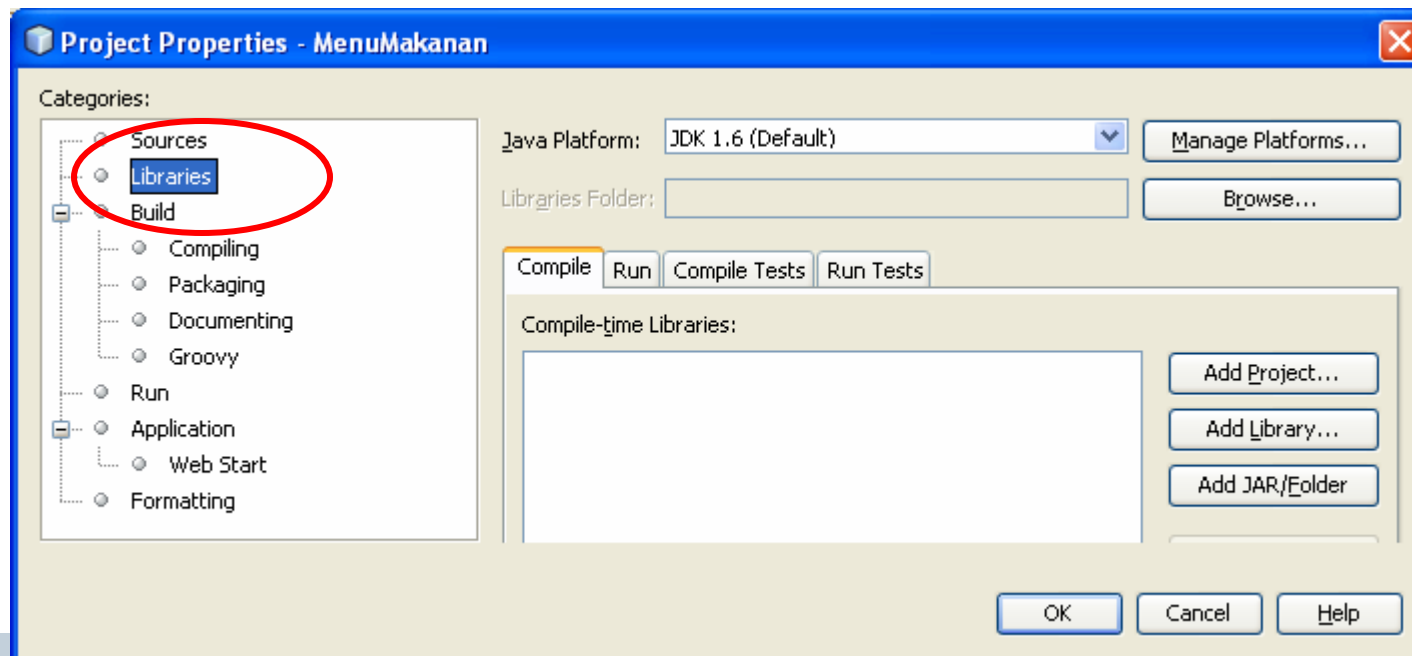 Project Properties - MenuMakanan
Categories:
Sources
Libraries
Build
Compiling
Packaging
Documenting
Groovy
Run
Application
Web Start
Formatting
Java Platform:
JDK 1.6 (Default)
Manage Platforms...
Libraries Folder:
Browse...
Compile
Run
Compile Tests
Run Tests
Compile-time Libraries:
Add Project...
Add Library...
Add JAR/Folder
OK
Cancel
Help